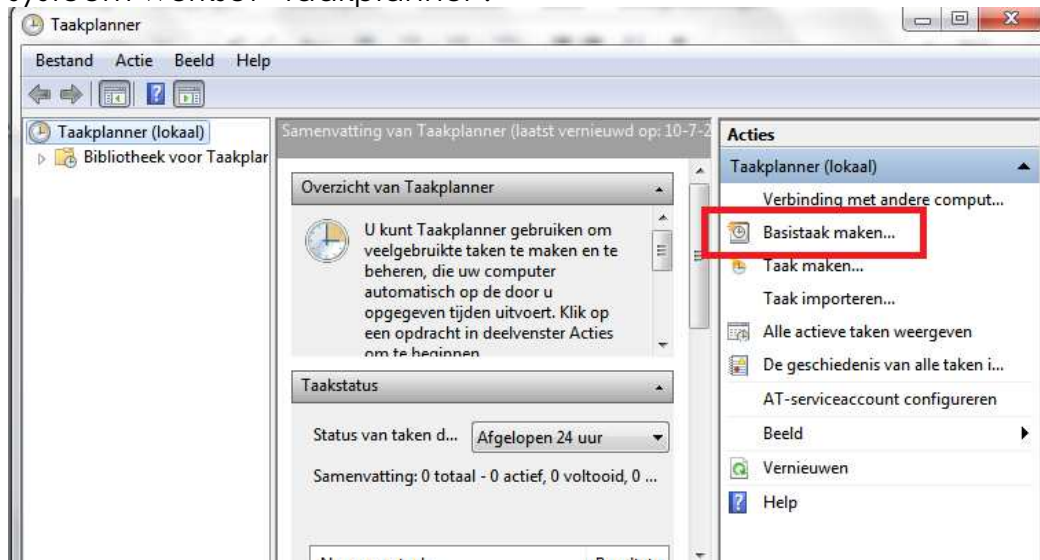 Taakplanner
Bestand Actie Beeld Help
Taakplanner (lokaal)
Bibliotheek voor Taakplan
Samenvatting van Taakplanner (laatst vernieuwd op: 10-7-2
Overzicht van Taakplanner
U kunt Taakplanner gebruiken om
veelgebruikte taken te maken en te
beheren, die uw computer
automatisch op de door u
opgegeven tijden uitvoert. Klik op
een opdracht in deelvenster Acties
om te beginnen
Taakstatus
Status van taken d... Afgelopen 24 uur
Samenvatting: 0 totaal - 0 actief, 0 voltooid, 0 ...
Acties
Taakplanner (lokaal)
Verbinding met andere comput...
Basistaak maken...
Taak maken...
Taak importeren...
Alle actieve taken weergeven
De geschiedenis van alle taken i...
AT-serviceaccount configureren
Beeld
Vernieuwen
Help